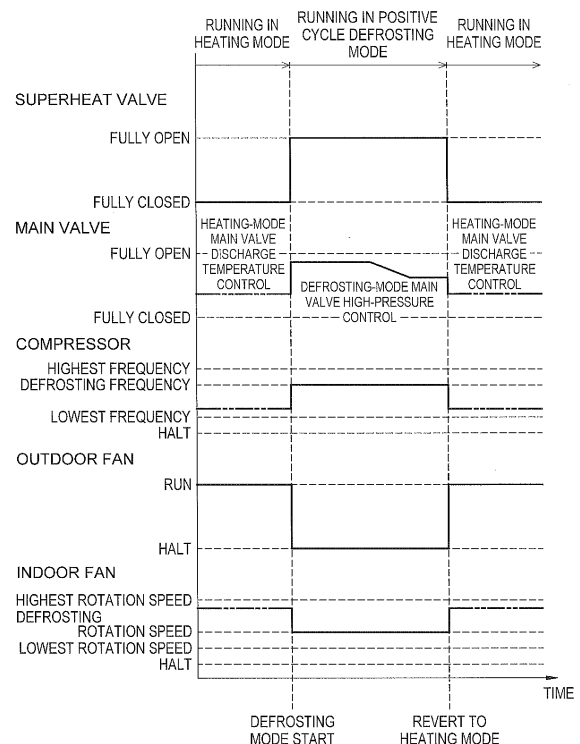 RUNNING IN
HEATING MODE
RUNNING IN POSITIVE
CYCLE DEFROSTING
MODE
RUNNING IN
HEATING MODE
SUPERHEAT VALVE
FULLY OPEN
FULLY CLOSED
MAIN VALVE
HEATING-MODE
MAIN VALVE
DISCHARGE
TEMPERATURE
CONTROL
HEATING-MODE
MAIN VALVE
DISCHARGE
TEMPERATURE
CONTROL
FULLY OPEN
DEFROSTING-MODE MAIN
VALVE HIGH-PRESSURE
CONTROL
FULLY CLOSED
COMPRESSOR
HIGHEST FREQUENCY
DEFROSTING FREQUENCY
LOWEST FREQUENCY
HALT
OUTDOOR FAN
RUN
HALT
INDOOR FAN
HIGHEST ROTATION SPEED
DEFROSTING
ROTATION SPEED
LOWEST ROTATION SPEED
HALT
TIME
DEFROSTING
MODE START
REVERT TO
HEATING MODE